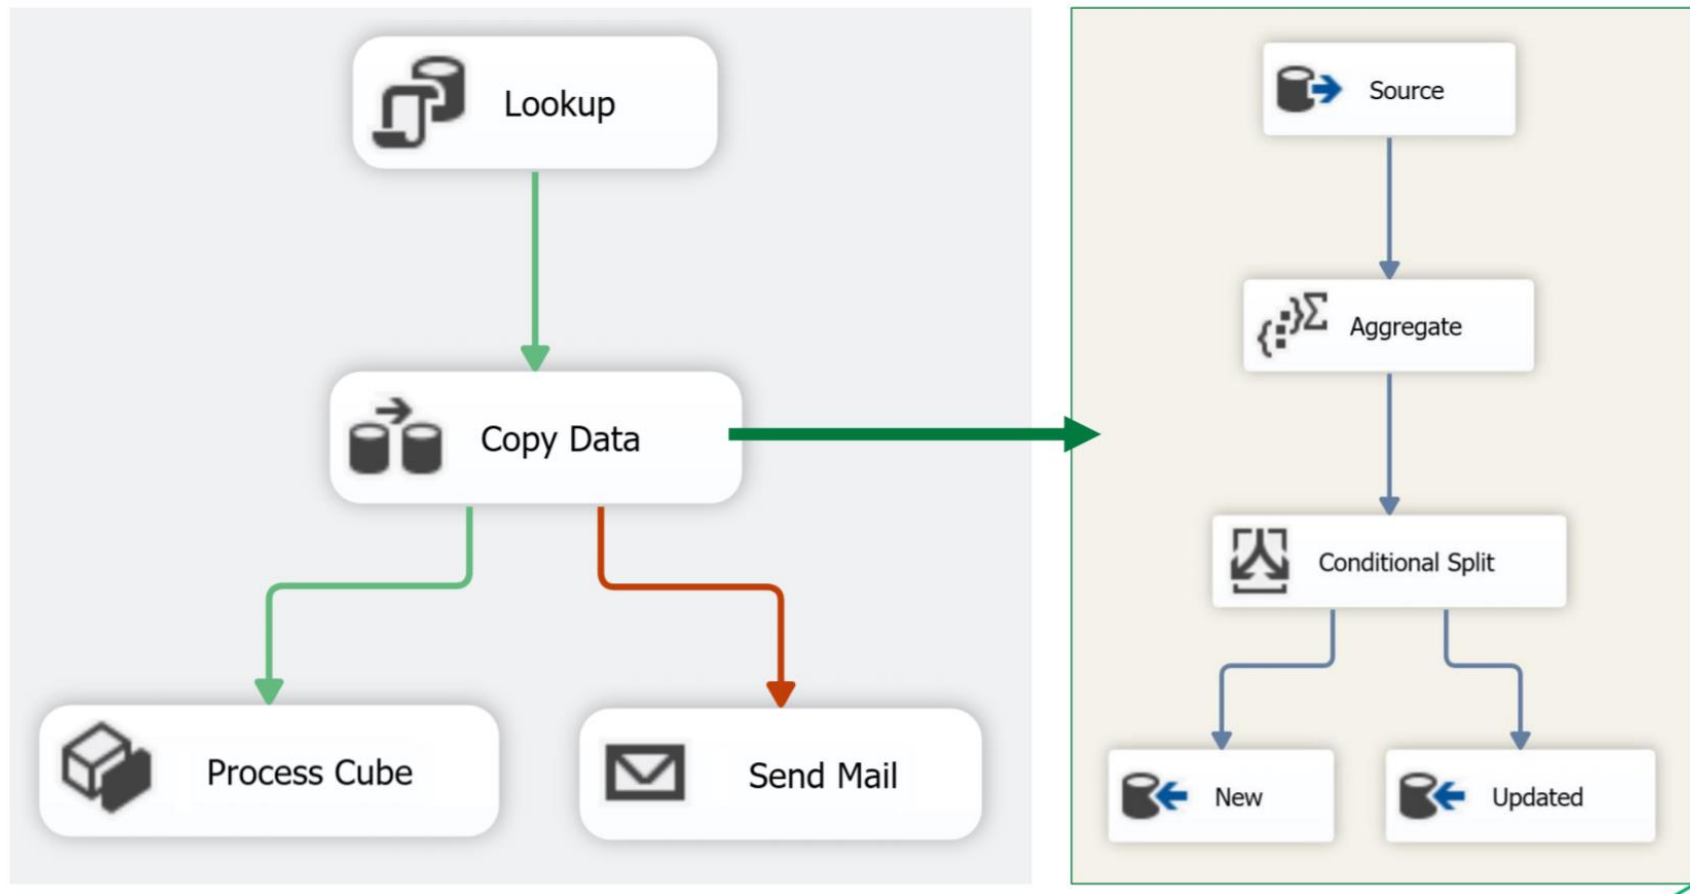 Lookup
Copy Data
Process Cube
Send Mail
Source
Aggregate
Conditional Split
New
Updated